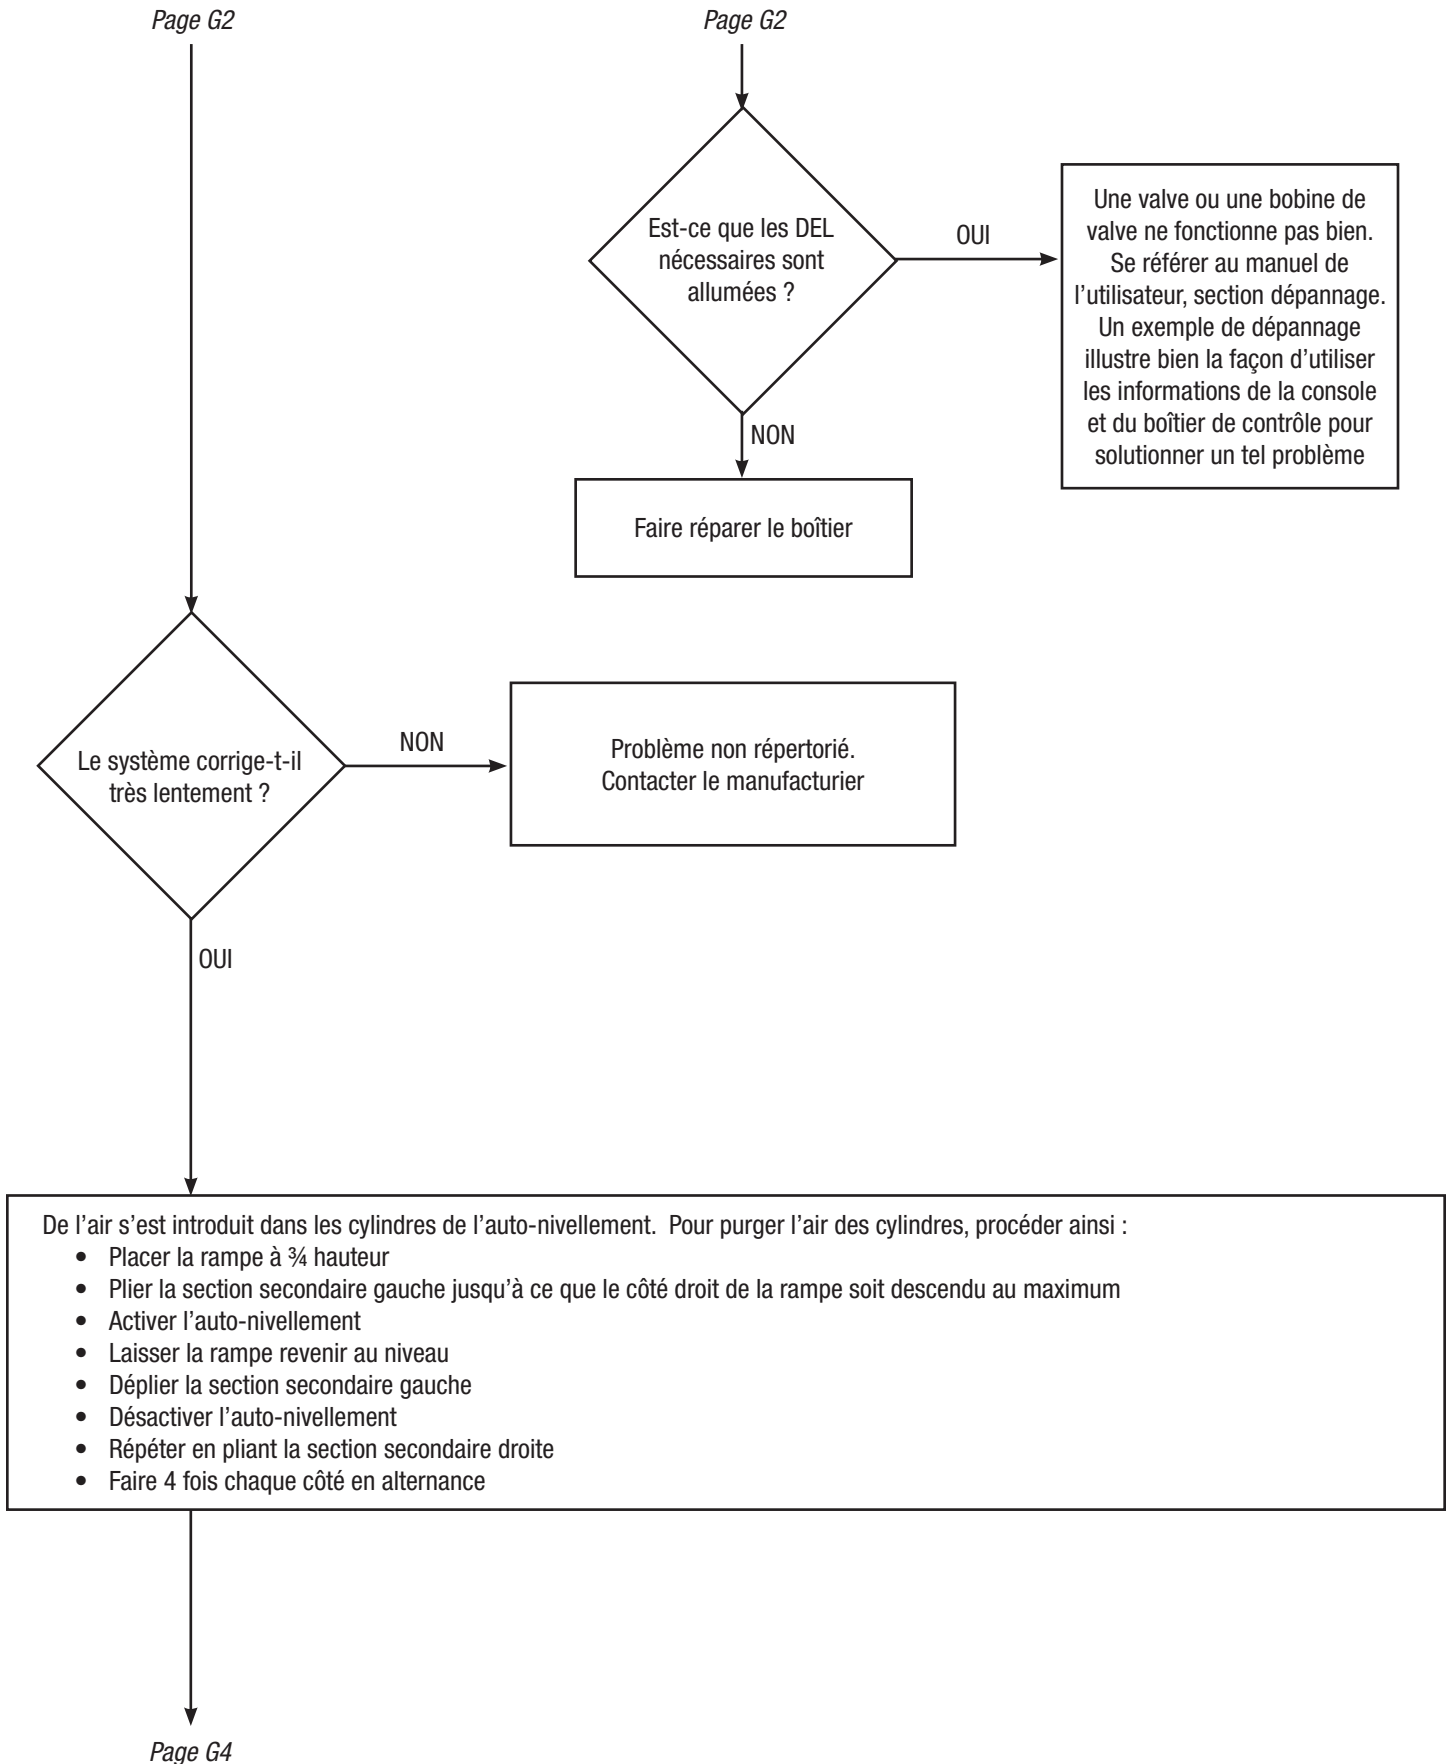 Page G2
Page G2
Est-ce que les DEL
nécessaires sont
allumées ?
OUI
Une valve ou une bobine de
valve ne fonctionne pas bien.
Se référer au manuel de
l’utilisateur, section dépannage.
Un exemple de dépannage
illustre bien la façon d’utiliser
les informations de la console
et du boîtier de contrôle pour
solutionner un tel problème
NON
Faire réparer le boîtier
Le système corrige-t-il
très lentement ?
NON
Problème non répertorié.
Contacter le manufacturier
OUI
De l’air s’est introduit dans les cylindres de l’auto-nivellement.  Pour purger l’air des cylindres, procéder ainsi :
• Placer la rampe à ¾ hauteur
• Plier la section secondaire gauche jusqu’à ce que le côté droit de la rampe soit descendu au maximum
• Activer l’auto-nivellement
• Laisser la rampe revenir au niveau
• Déplier la section secondaire gauche
• Désactiver l’auto-nivellement
• Répéter en pliant la section secondaire droite
• Faire 4 fois chaque côté en alternance
Page G4